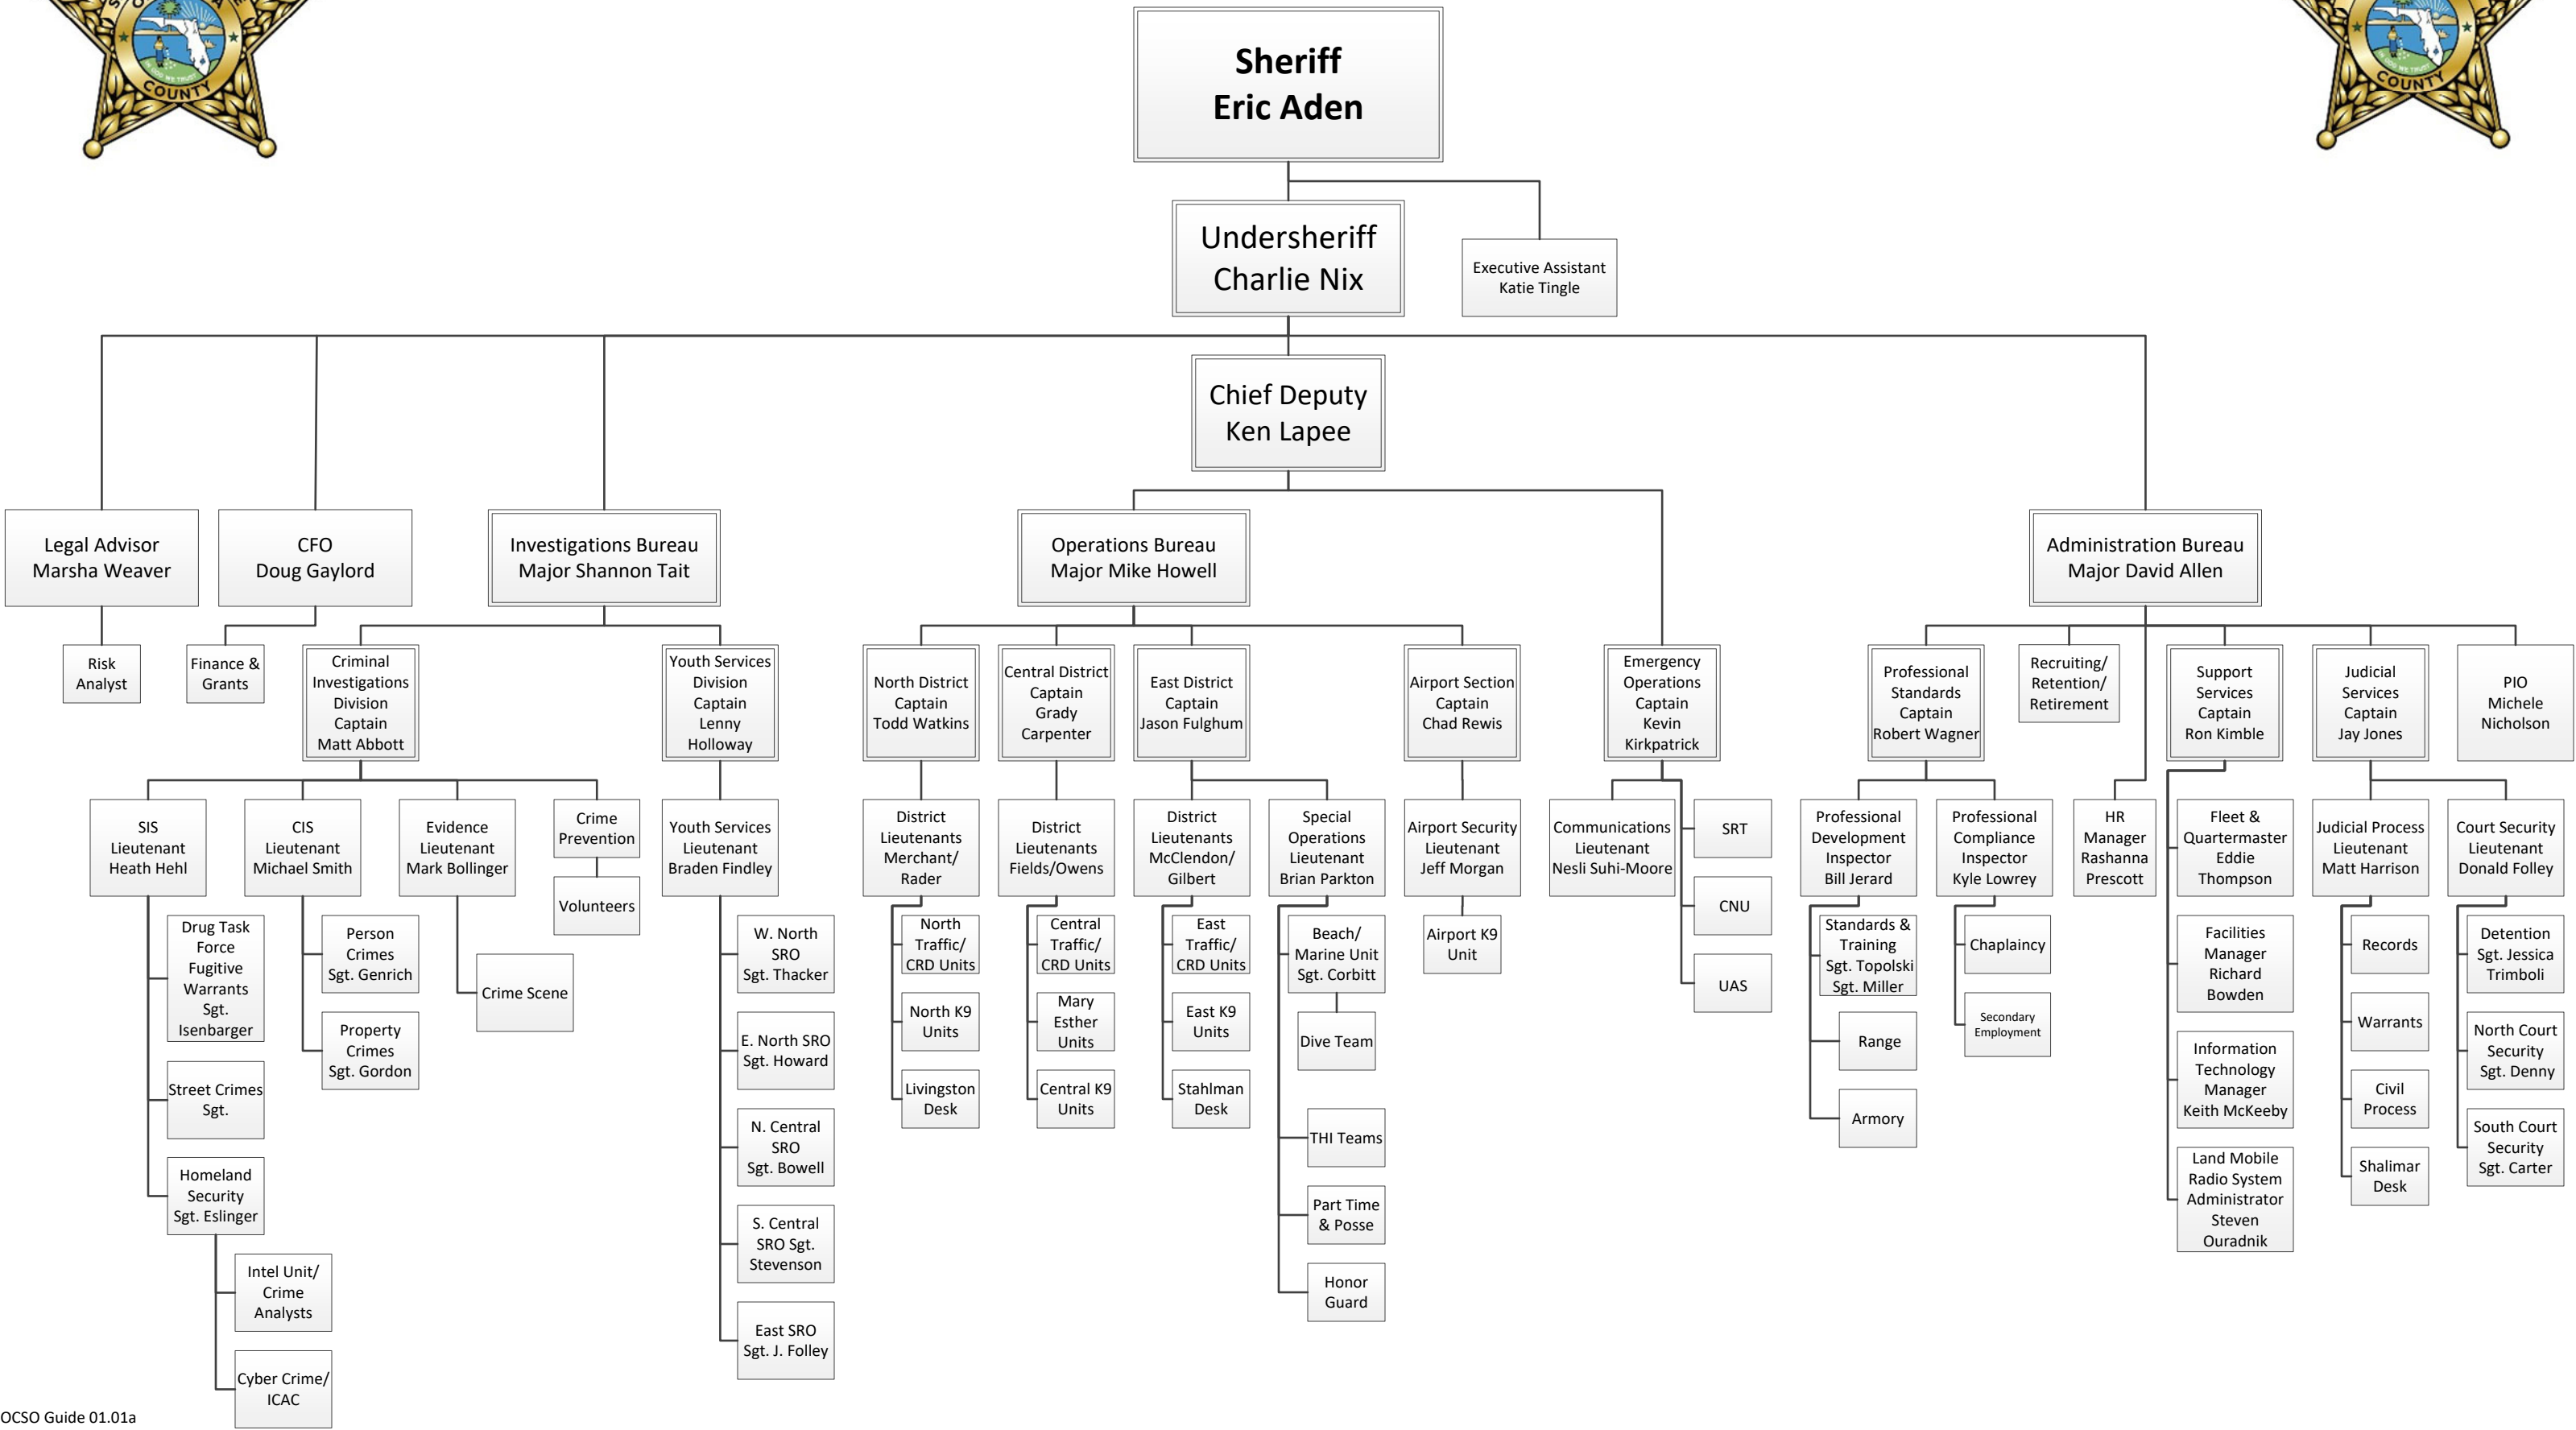 COUNTY
IN GOD WE TRUST
COUNTY
IN GOD WE TRUST
Sheriff
Eric Aden
Undersheriff
Charlie Nix
Executive Assistant
Katie Tingle
Chief Deputy
Ken Lapee
Legal Advisor
Marsha Weaver
CFO
Doug Gaylord
Investigations Bureau
Major Shannon Tait
Operations Bureau
Major Mike Howell
Administration Bureau
Major David Allen
Risk
Analyst
Finance &
Grants
Criminal
Investigations
Division
Captain
Matt Abbott
Youth Services
Division
Captain
Lenny
Holloway
North District
Captain
Todd Watkins
Central District
Captain
Grady
Carpenter
East District
Captain
Jason Fulghum
Airport Section
Captain
Chad Rewis
Emergency
Operations
Captain
Kevin
Kirkpatrick
Professional
Standards
Captain
Robert Wagner
Recruiting/
Retention/
Retirement
Support
Services
Captain
Ron Kimble
Judicial
Services
Captain
Jay Jones
PIO
Michele
Nicholson
SIS
Lieutenant
Heath Hehl
CIS
Lieutenant
Michael Smith
Evidence
Lieutenant
Mark Bollinger
Crime
Prevention
Volunteers
Youth Services
Lieutenant
Braden Findley
District
Lieutenants
Merchant/
Rader
District
Lieutenants
Fields/Owens
District
Lieutenants
McClendon/
Gilbert
Special
Operations
Lieutenant
Brian Parkton
Airport Security
Lieutenant
Jeff Morgan
Communications
Lieutenant
Nesli Suhi-Moore
SRT
CNU
UAS
Professional
Development
Inspector
Bill Jerard
Professional
Compliance
Inspector
Kyle Lowrey
HR
Manager
Rashanna
Prescott
Fleet &
Quartermaster
Eddie
Thompson
Judicial Process
Lieutenant
Matt Harrison
Court Security
Lieutenant
Donald Folley
Drug Task
Force
Fugitive
Warrants
Sgt.
Isenbarger
Street Crimes
Sgt.
Homeland
Security
Sgt. Eslinger
Intel Unit/
Crime
Analysts
Cyber Crime/
ICAC
Person
Crimes
Sgt. Genrich
Property
Crimes
Sgt. Gordon
Crime Scene
W. North
SRO
Sgt. Thacker
E. North SRO
Sgt. Howard
N. Central
SRO
Sgt. Bowell
S. Central
SRO Sgt.
Stevenson
East SRO
Sgt. J. Folley
North
Traffic/
CRD Units
North K9
Units
Livingston
Desk
Central
Traffic/
CRD Units
Mary
Esther
Units
Central K9
Units
East
Traffic/
CRD Units
East K9
Units
Stahlman
Desk
Beach/
Marine Unit
Sgt. Corbitt
Dive Team
THI Teams
Part Time
& Posse
Honor
Guard
Airport K9
Unit
Standards &
Training
Sgt. Topolski
Sgt. Miller
Range
Armory
Chaplaincy
Secondary
Employment
Facilities
Manager
Richard
Bowden
Information
Technology
Manager
Keith McKeeby
Land Mobile
Radio System
Administrator
Steven
Ouradnik
Records
Warrants
Civil
Process
Shalimar
Desk
Detention
Sgt. Jessica
Trimboli
North Court
Security
Sgt. Denny
South Court
Security
Sgt. Carter
OCSO Guide 01.01a